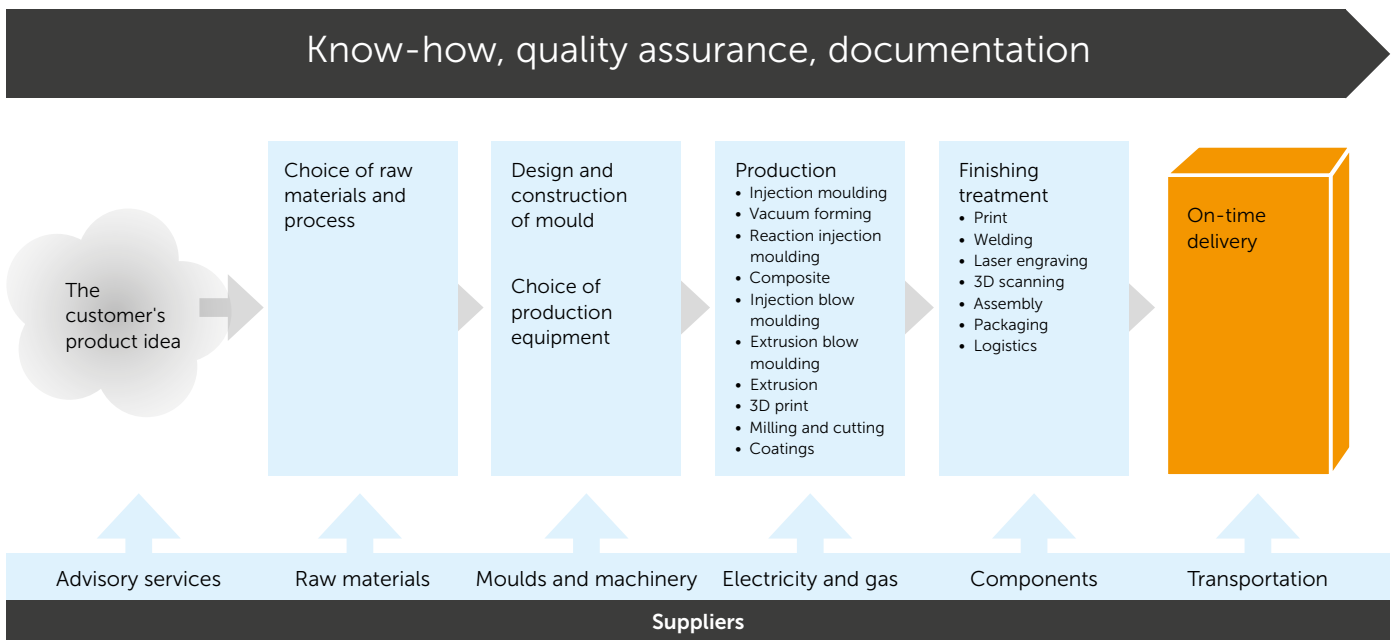 Know-how, quality assurance, documentation
The
customer's
product idea
Choice of raw
materials and
process
Design and
construction
of mould
Choice of
production
equipment
Production
• Injection moulding
• Vacuum forming
• Reaction injection
moulding
• Composite
• Injection blow
moulding
• Extrusion blow
moulding
• Extrusion
• 3D print
• Milling and cutting
• Coatings
Finishing
treatment
• Print
• Welding
• Laser engraving
• 3D scanning
• Assembly
• Packaging
• Logistics
On-time
delivery
Advisory services
Raw materials
Moulds and machinery
Electricity and gas
Components
Transportation
Suppliers